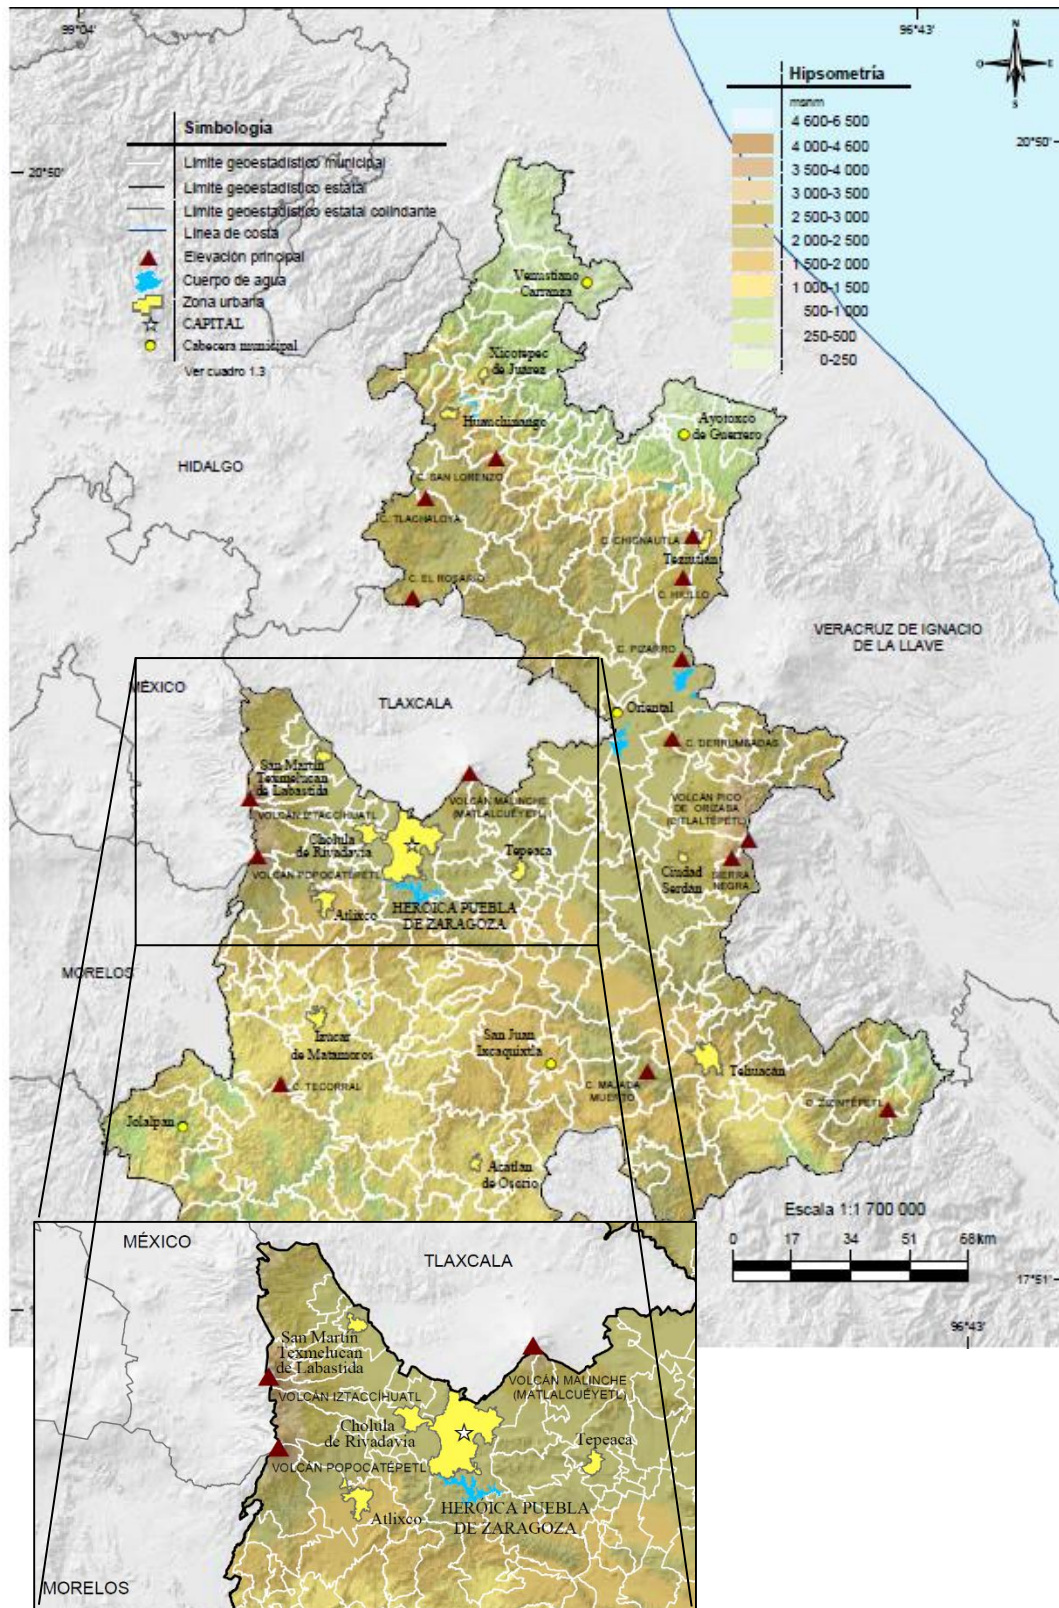 99°04'
96°43'
N
O
E
S
Simbología
Límite geoestadístico municipal
Límite geoestadístico estatal
Límite geoestadístico estatal colindante
Línea de costa
Elevación principal
Cuerpo de agua
Zona urbana
CAPITAL
Cabecera municipal
Ver cuadro 1.3
Hipsometría
msnm
4 600-6 500
4 000-4 600
3 500-4 000
3 000-3 500
2 500-3 000
2 000-2 500
1 500-2 000
1 000-1 500
500-1 000
250-500
0-250
20°50'
20°50'
Venustiano
Carranza
Xicotepec
de Juárez
Huauchinango
Ayotoxco
de Guerrero
HIDALGO
C. SAN LORENZO
C. TLACHALOYA
C. CHIGNAUTLA
Teziutlán
C. EL ROSARIO
C. HILILLO
VERACRUZ DE IGNACIO
DE LA LLAVE
C. PIZARRO
MÉXICO
TLAXCALA
Oriental
C. DERRUMBADAS
San Martín
Texmelucan
de Labastida
VOLCÁN IZTACCÍHUATL
VOLCÁN MALINCHE
(MATLALCUÉYETL)
VOLCÁN PICO
DE ORIZABA
(CITLALTÉPETL)
Cholula
de Rivadavia
Tepeaca
VOLCÁN POPOCATÉPETL
Ciudad
Serdán
SIERRA
NEGRA
Atlixco
HEROICA PUEBLA
DE ZARAGOZA
MORELOS
Izúcar
de Matamoros
San Juan
Ixcaquixtla
Tehuacán
C. TECORRAL
C. MAJADA
MUERTO
C. ZIZINTÉPETL
Jolalpan
Acatlán
de Osorio
Escala 1:1 700 000
0 17 34 51 68 km
17°51'
96°43'
MÉXICO
TLAXCALA
San Martín
Texmelucan
de Labastida
VOLCÁN IZTACCÍHUATL
VOLCÁN MALINCHE
(MATLALCUÉYETL)
Cholula
de Rivadavia
Tepeaca
VOLCÁN POPOCATÉPETL
HEROICA PUEBLA
DE ZARAGOZA
Atlixco
MORELOS